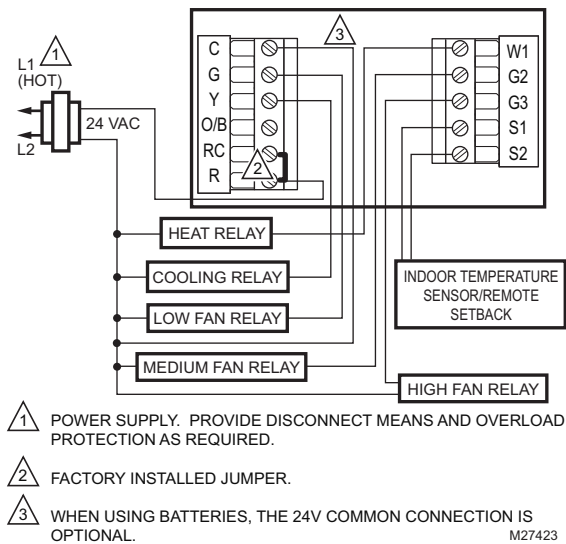 L1
(HOT)
1
L2
24 VAC
C
G
Y
O/B
RC
R
2
3
W1
G2
G3
S1
S2
HEAT RELAY
COOLING RELAY
LOW FAN RELAY
MEDIUM FAN RELAY
INDOOR TEMPERATURE
SENSOR/REMOTE
SETBACK
HIGH FAN RELAY
1 POWER SUPPLY. PROVIDE DISCONNECT MEANS AND OVERLOAD
PROTECTION AS REQUIRED.
2 FACTORY INSTALLED JUMPER.
3 WHEN USING BATTERIES, THE 24V COMMON CONNECTION IS
OPTIONAL.
M27423